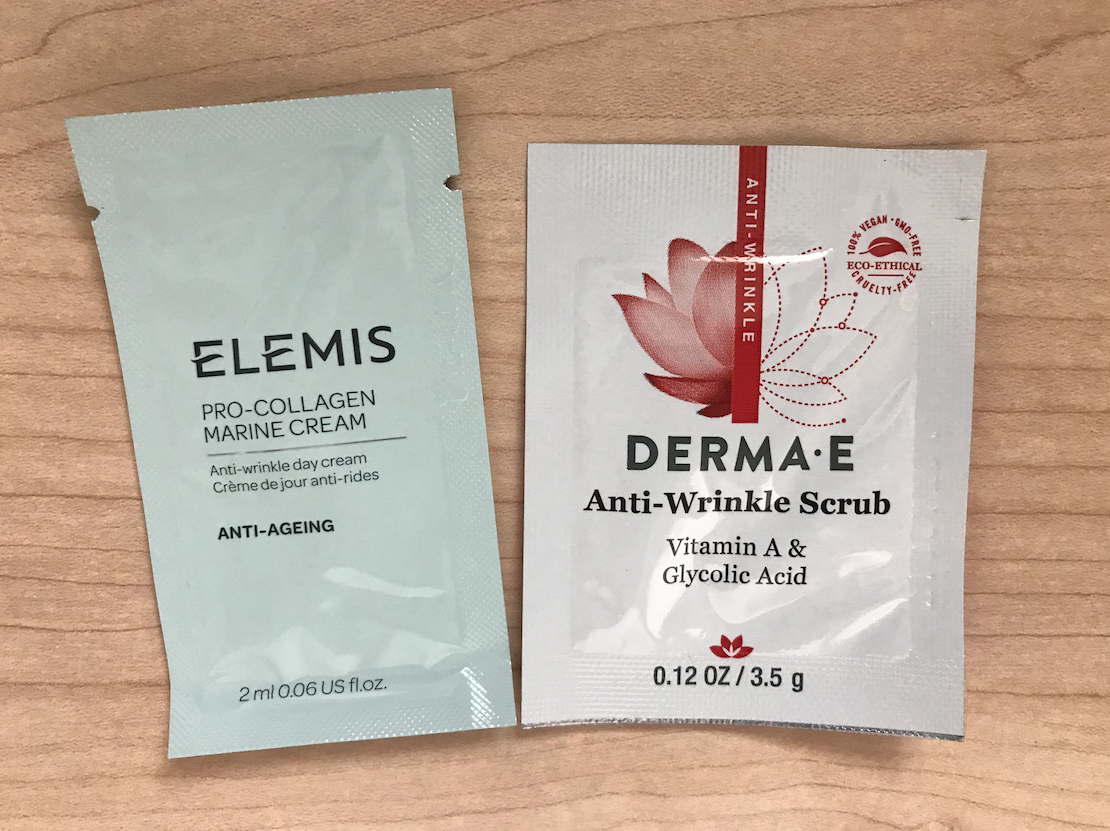 ELEMIS
PRO-COLLAGEN
MARINE CREAM
Anti-wrinkle day cream
Crème de jour anti-rides
ANTI-AGEING
2 ml 0.06 US fl.oz.
ANTI-WRINKLE
100% VEGAN • GMO-FREE
ECO-ETHICAL
CRUELTY-FREE
DERMA·E
Anti-Wrinkle Scrub
Vitamin A &
Glycolic Acid
0.12 OZ / 3.5 g